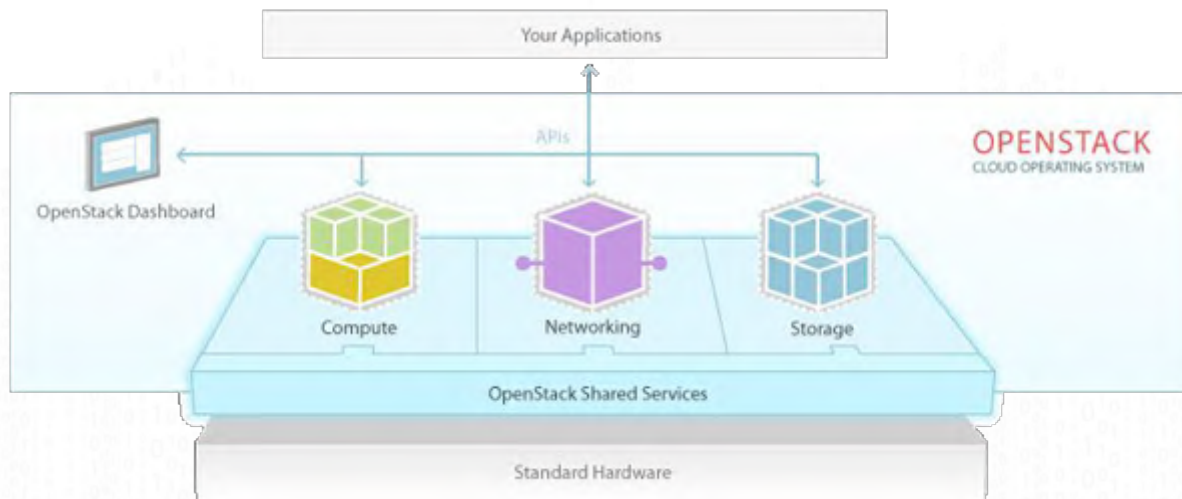 Your Applications
APIs
OPENSTACK
CLOUD OPERATING SYSTEM
OpenStack Dashboard
Compute
Networking
Storage
OpenStack Shared Services
Standard Hardware